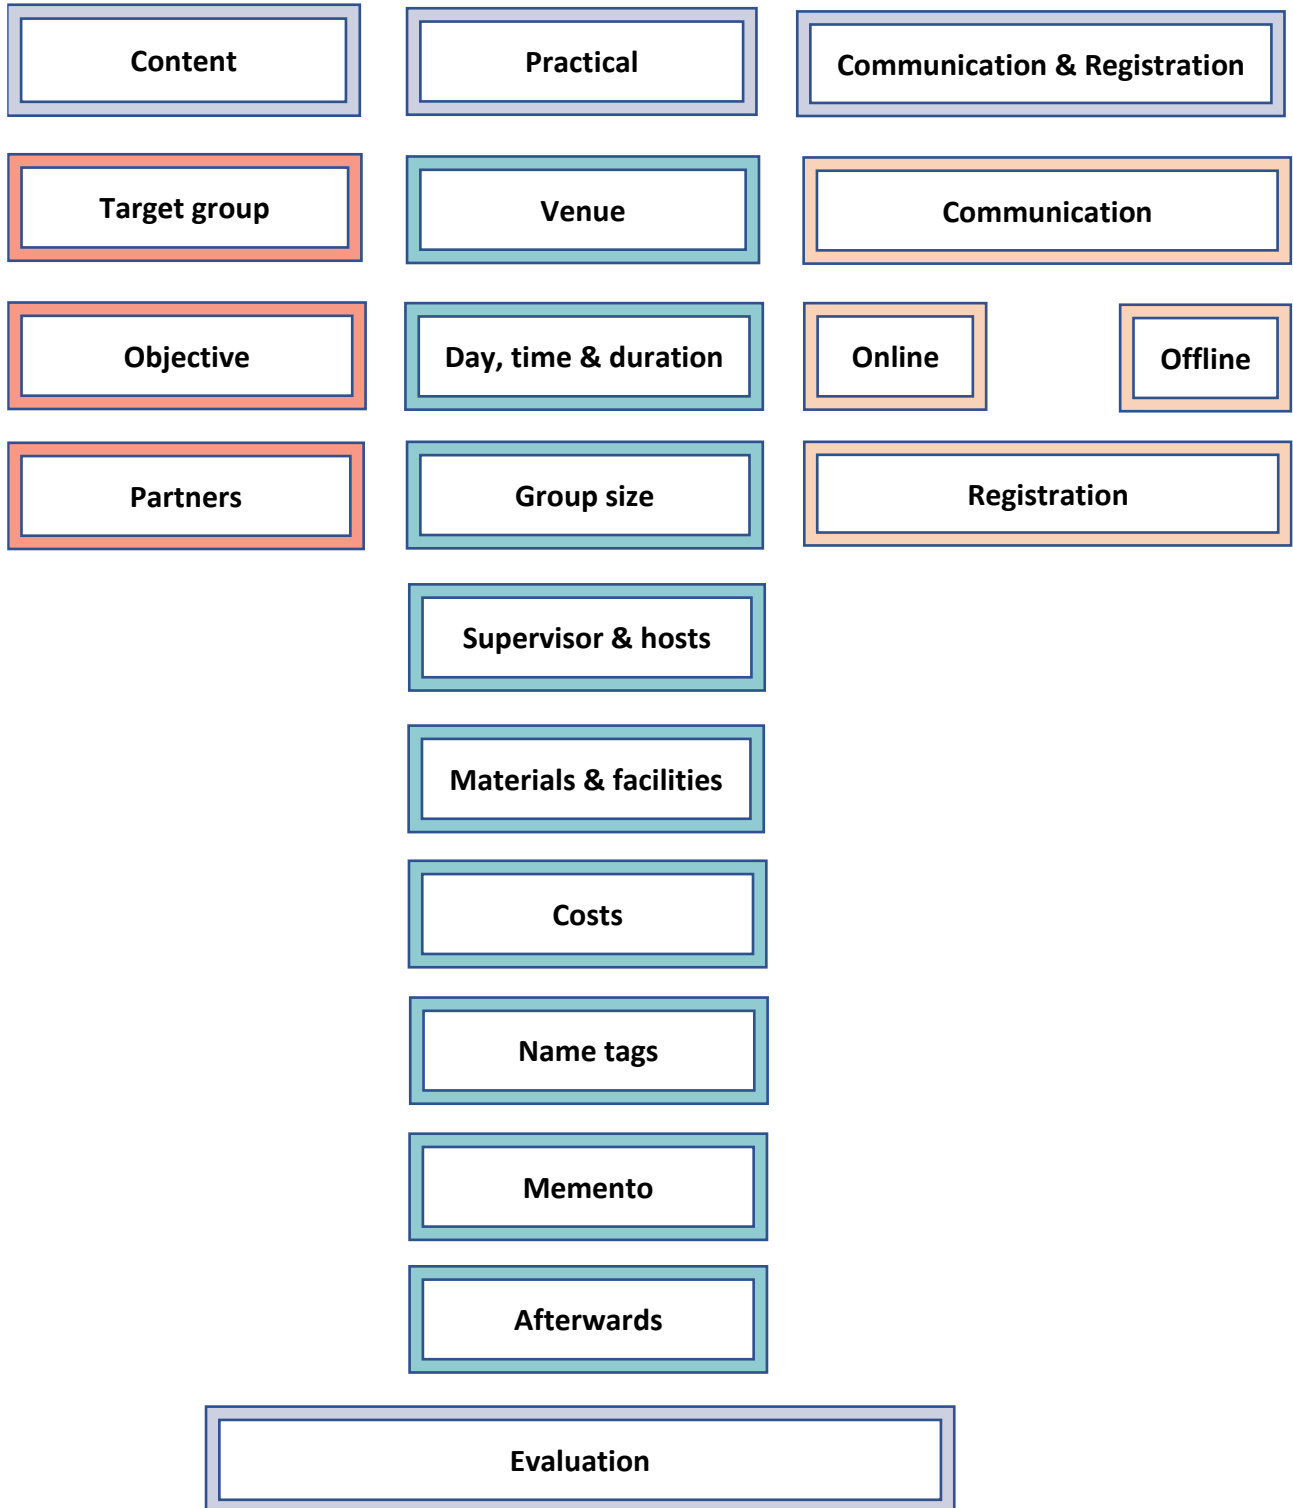 Content
Practical
Communication & Registration
Target group
Venue
Communication
Objective
Day, time & duration
Online
Offline
Partners
Group size
Registration
Supervisor & hosts
Materials & facilities
Costs
Name tags
Memento
Afterwards
Evaluation